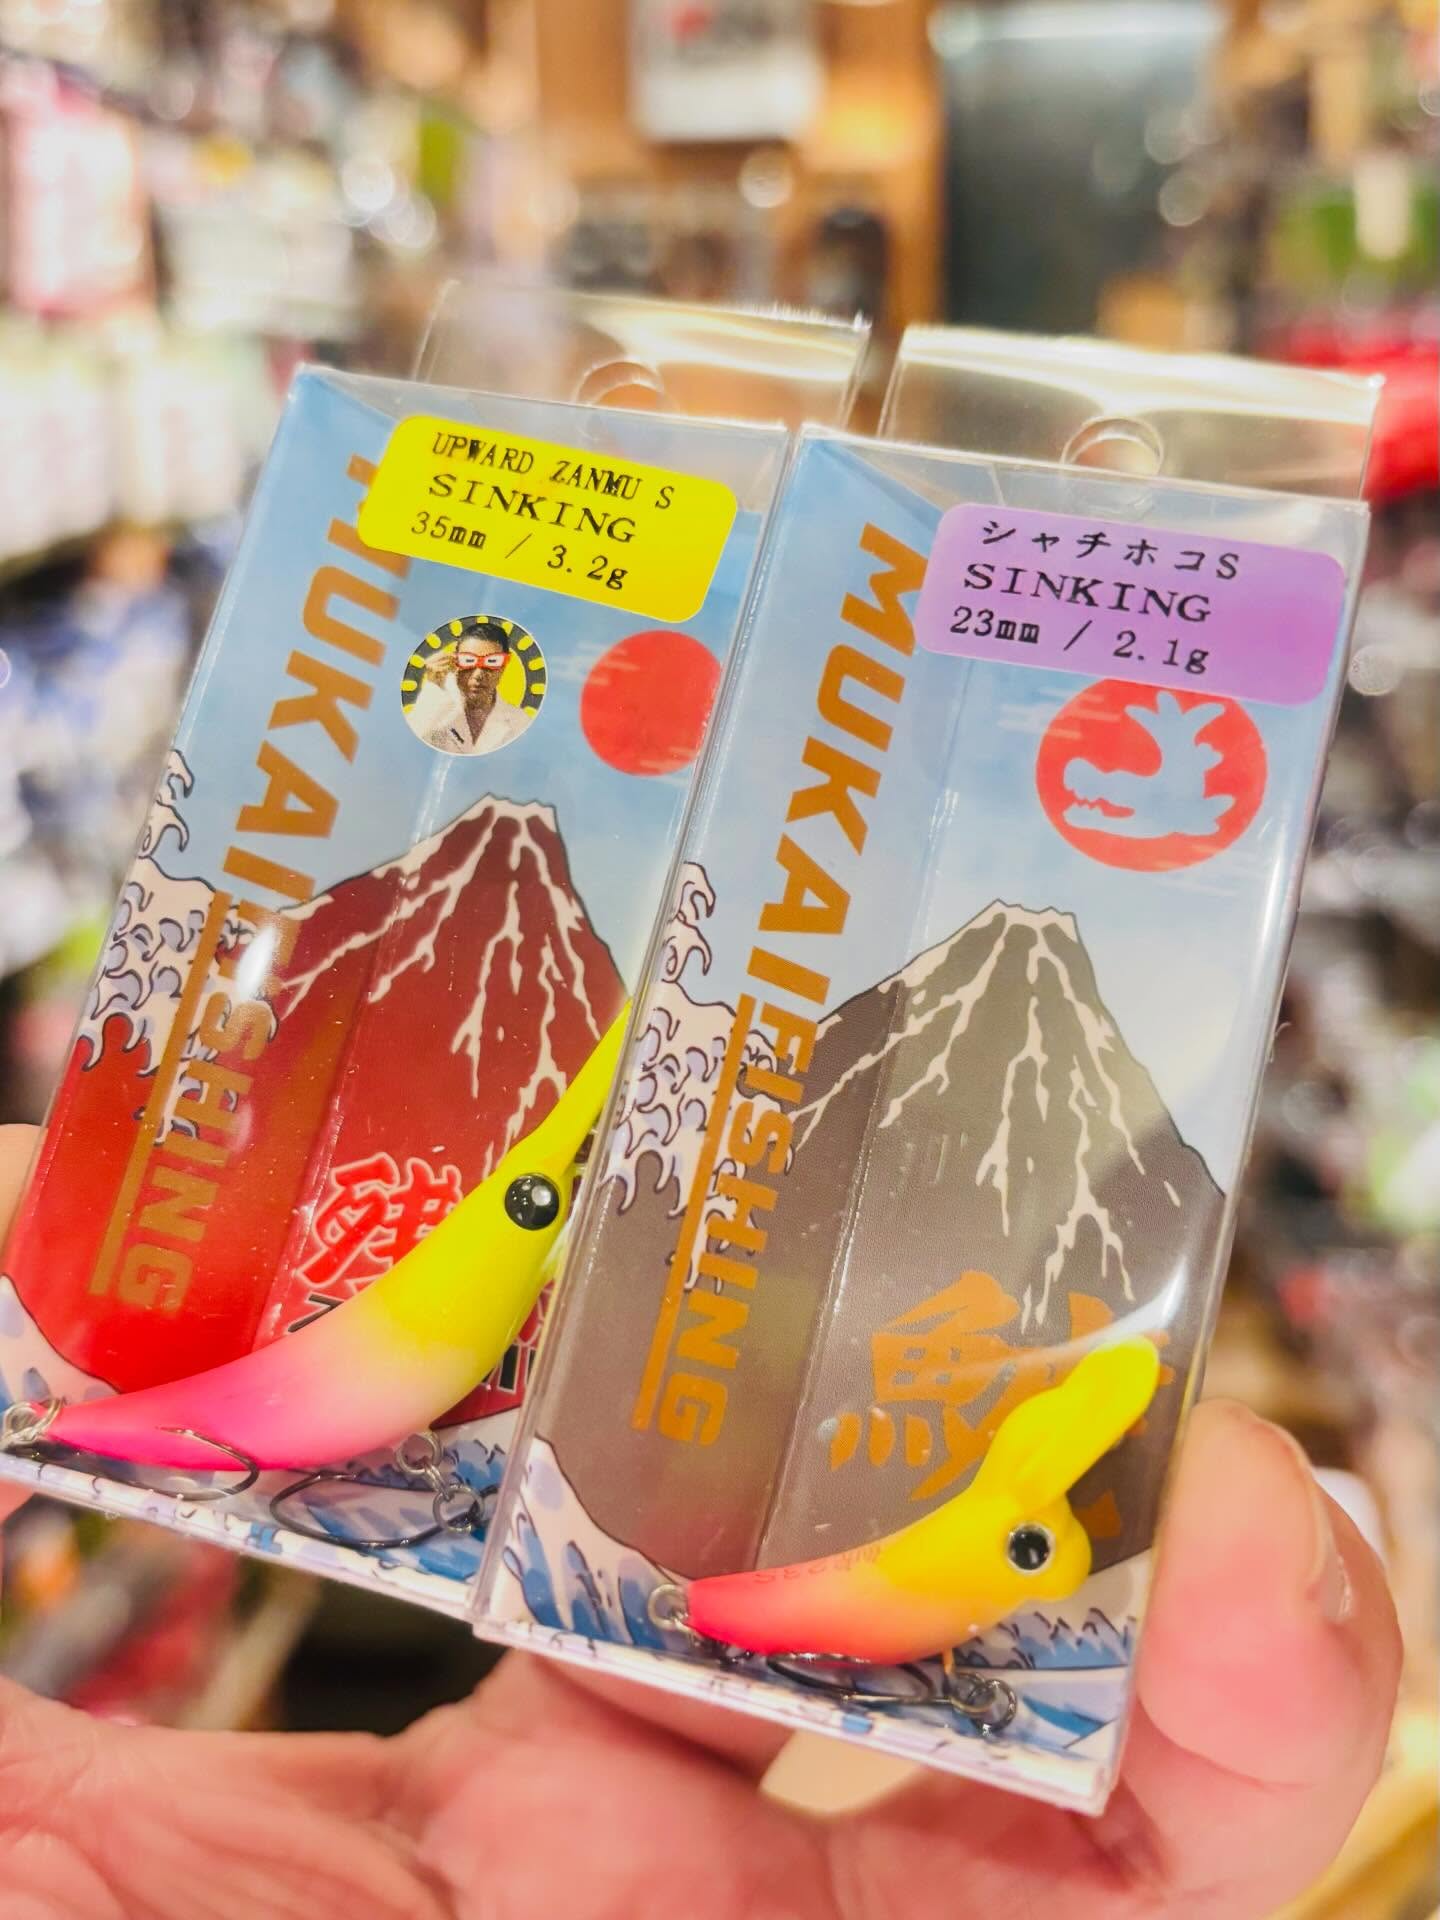 UPWARD ZANMU S
SINKING
35mm / 3.2g
MUKAI
FISHING
シャチホコS
SINKING
23mm / 2.1g
MUKAI
FISHING